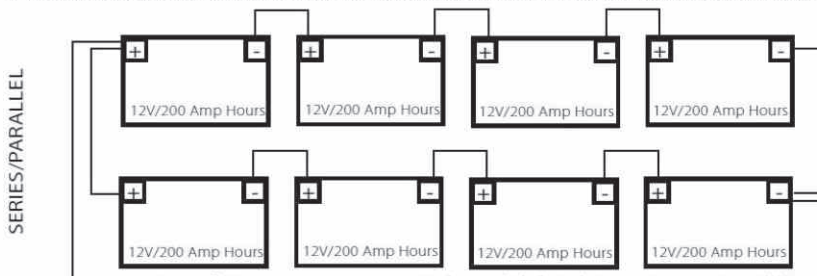 SERIES/PARALLEL
+ - + - + - + -
12V/200 Amp Hours 12V/200 Amp Hours 12V/200 Amp Hours 12V/200 Amp Hours
+ - + - + - + -
12V/200 Amp Hours 12V/200 Amp Hours 12V/200 Amp Hours 12V/200 Amp Hours